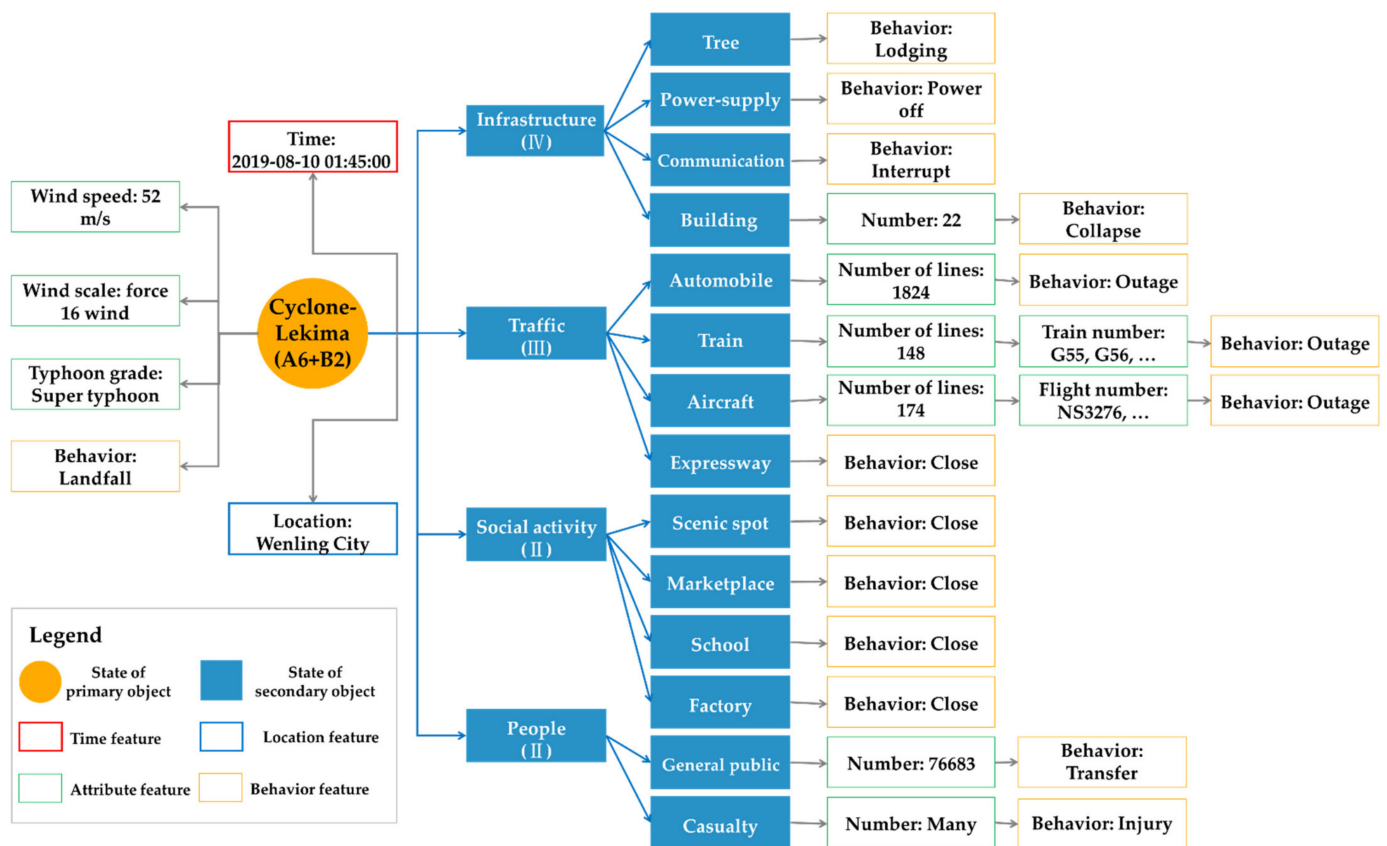 Time:
2019-08-10 01:45:00
Wind speed: 52
m/s
Wind scale: force
16 wind
Typhoon grade:
Super typhoon
Behavior:
Landfall
Cyclone-
Lekima
(A6+B2)
Location:
Wenling City
Infrastructure
(Ⅳ)
Tree
Behavior:
Lodging
Power-supply
Behavior: Power
off
Communication
Behavior:
Interrupt
Building
Number: 22
Behavior:
Collapse
Traffic
(Ⅲ)
Automobile
Number of lines:
1824
Behavior: Outage
Train
Number of lines:
148
Train number:
G55, G56, …
Behavior: Outage
Aircraft
Number of lines:
174
Flight number:
NS3276, …
Behavior: Outage
Expressway
Behavior: Close
Social activity
(Ⅱ)
Scenic spot
Behavior: Close
Marketplace
Behavior: Close
School
Behavior: Close
Factory
Behavior: Close
People
(Ⅱ)
General public
Number: 76683
Behavior:
Transfer
Casualty
Number: Many
Behavior: Injury
Legend
State of
primary object
State of
secondary object
Time feature
Location feature
Attribute feature
Behavior feature